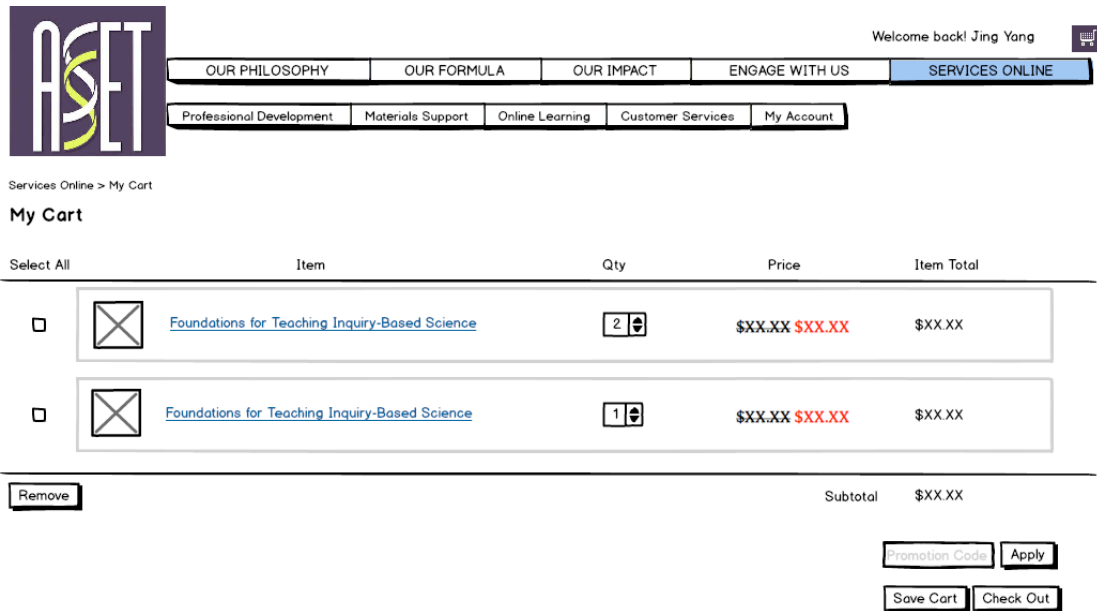 ASSET
Welcome back! Jing Yang
OUR PHILOSOPHY OUR FORMULA OUR IMPACT ENGAGE WITH US SERVICES ONLINE
Professional Development Materials Support Online Learning Customer Services My Account
Services Online > My Cart
My Cart
Select All Item Qty Price Item Total
Foundations for Teaching Inquiry-Based Science 2 $XX.XX $XX.XX $XX.XX
Foundations for Teaching Inquiry-Based Science 1 $XX.XX $XX.XX $XX.XX
Remove Subtotal $XX.XX
Promotion Code Apply
Save Cart Check Out